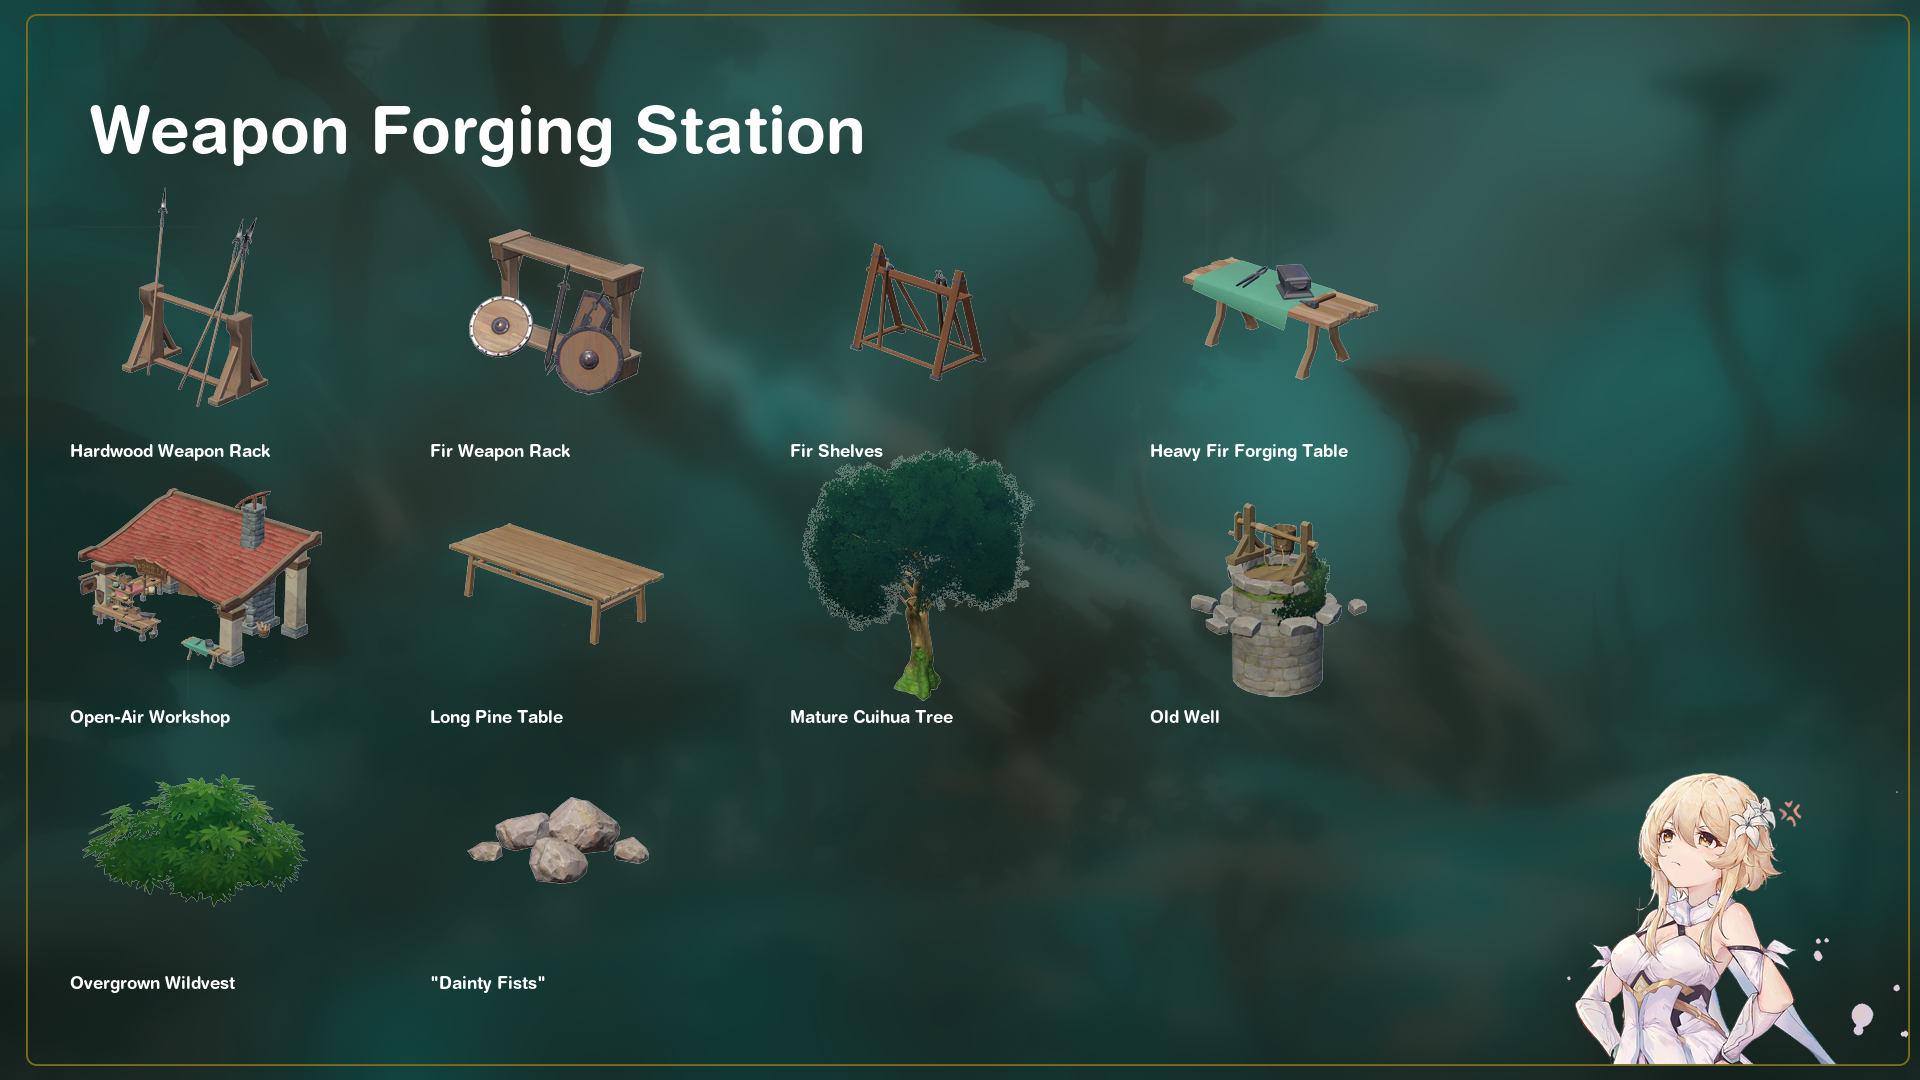 Weapon Forging Station
Hardwood Weapon Rack
Fir Weapon Rack
Fir Shelves
Heavy Fir Forging Table
Open-Air Workshop
Long Pine Table
Mature Cuihua Tree
Old Well
Overgrown Wildvest
"Dainty Fists"